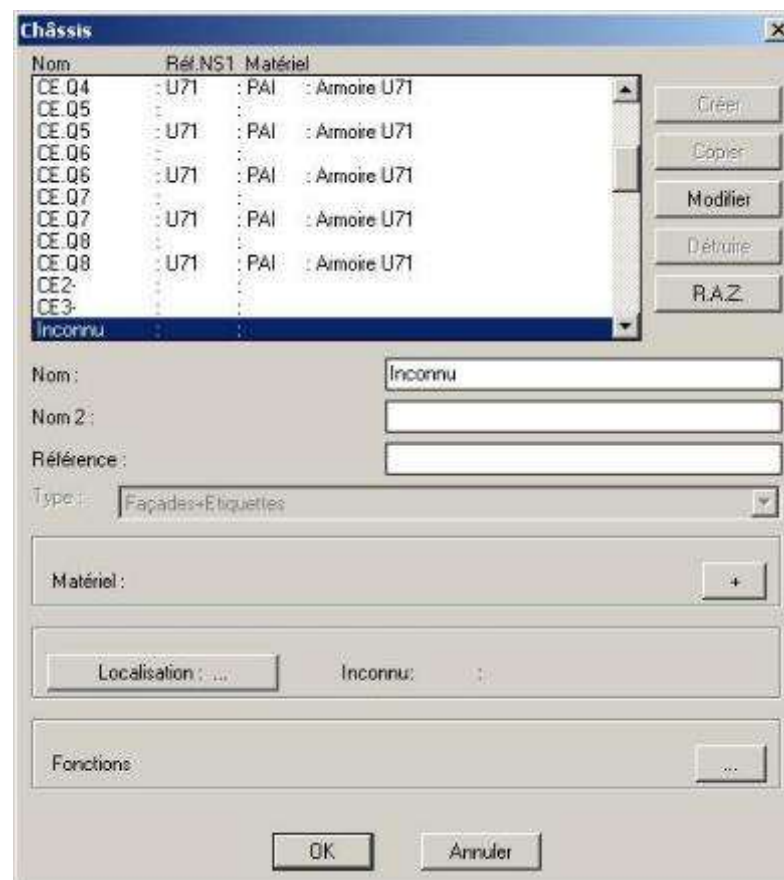 Châssis
Nom Réf.NS1 Matériel
CE.Q4 : U71 : PAI : Armoire U71
CE.Q5 : :
CE.Q5 : U71 : PAI : Armoire U71
CE.Q6 : :
CE.Q6 : U71 : PAI : Armoire U71
CE.Q7 : :
CE.Q7 : U71 : PAI : Armoire U71
CE.Q8 : :
CE.Q8 : U71 : PAI : Armoire U71
CE2- : :
CE3- : :
Inconnu : :
Créer
Copier
Modifier
Détruire
R.A.Z.
Nom : Inconnu
Nom 2 :
Référence :
Type : Façades+Etiquettes
Matériel : +
Localisation : ... Inconnu: :
Fonctions ...
OK Annuler